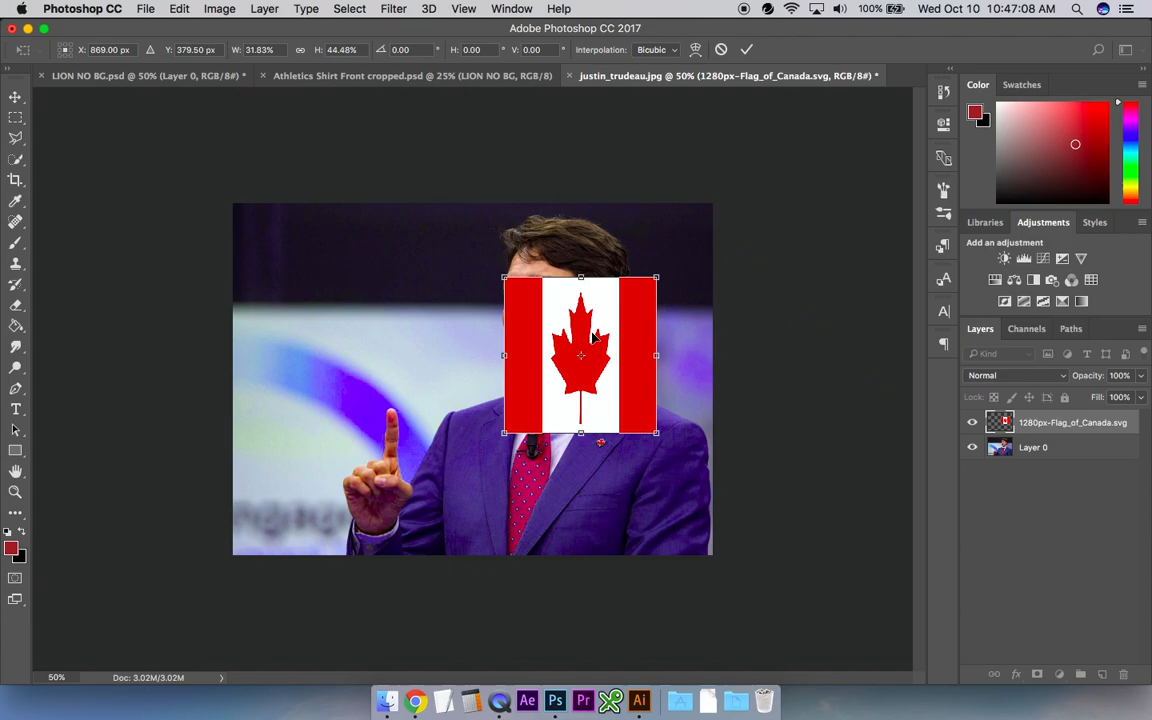 Photoshop CC File Edit Image Layer Type Select Filter 3D View Window Help 100% Wed Oct 10 10:47:08 AM
Adobe Photoshop CC 2017
X: 869.00 px Y: 379.50 px W: 31.83% H: 44.48% 0.00 ° H: 0.00 ° V: 0.00 ° Interpolation: Bicubic
× LION NO BG.psd @ 50% (Layer 0, RGB/8#) * × Athletics Shirt Front cropped.psd @ 25% (LION NO BG, RGB/8) × justin_trudeau.jpg @ 50% (1280px-Flag_of_Canada.svg, RGB/8#) *
Color Swatches
Libraries Adjustments Styles
Add an adjustment
Layers Channels Paths
Kind
Normal Opacity: 100%
Lock: Fill: 100%
1280px-Flag_of_Canada.svg
Layer 0
50% Doc: 3.02M/3.02M
Ae Ps Pr Ai